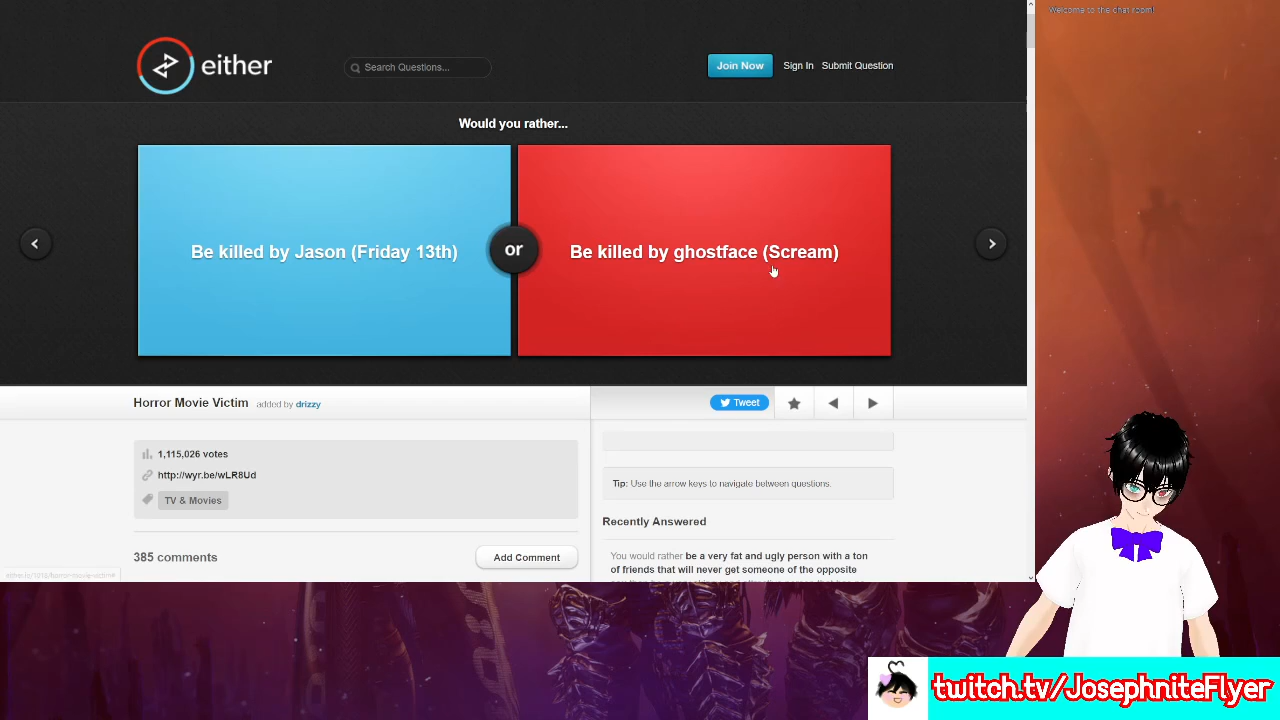 Welcome to the chat room!
either
Search Questions...
Join Now
Sign In
Submit Question
Would you rather...
Be killed by Jason (Friday 13th)
or
Be killed by ghostface (Scream)
Horror Movie Victim added by drizzy
Tweet
1,115,026 votes
http://wyr.be/wLR8Ud
TV & Movies
385 comments
Add Comment
Tip: Use the arrow keys to navigate between questions.
Recently Answered
You would rather be a very fat and ugly person with a ton
of friends that will never get someone of the opposite
twitch.tv/JosephniteFlyer